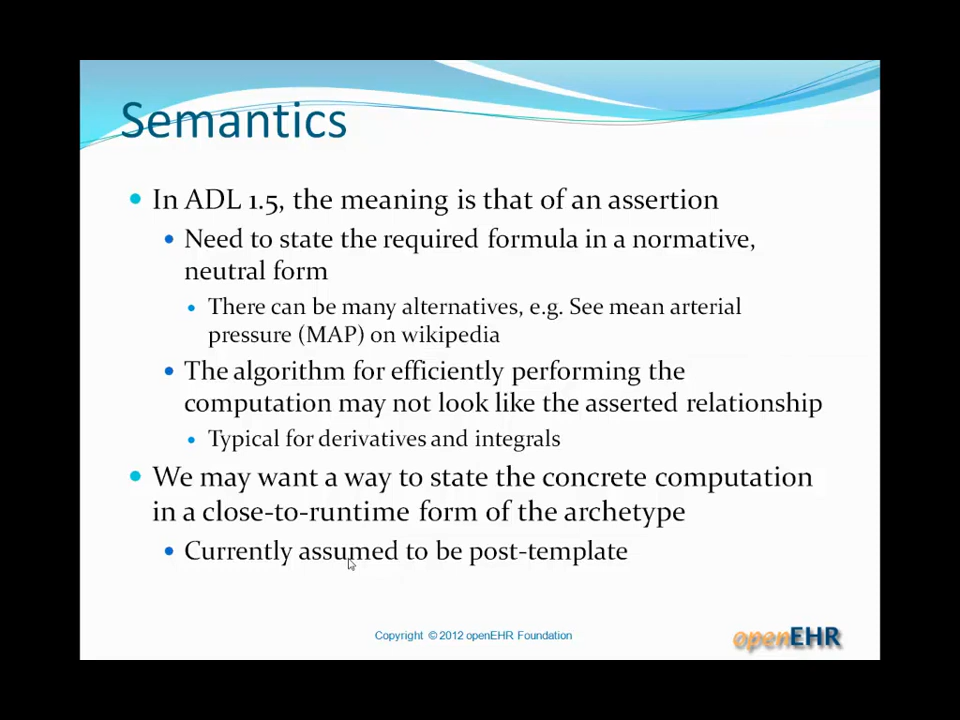 Semantics
In ADL 1.5, the meaning is that of an assertion
Need to state the required formula in a normative,
neutral form
There can be many alternatives, e.g. See mean arterial
pressure (MAP) on wikipedia
The algorithm for efficiently performing the
computation may not look like the asserted relationship
Typical for derivatives and integrals
We may want a way to state the concrete computation
in a close-to-runtime form of the archetype
Currently assumed to be post-template
Copyright © 2012 openEHR Foundation
openEHR